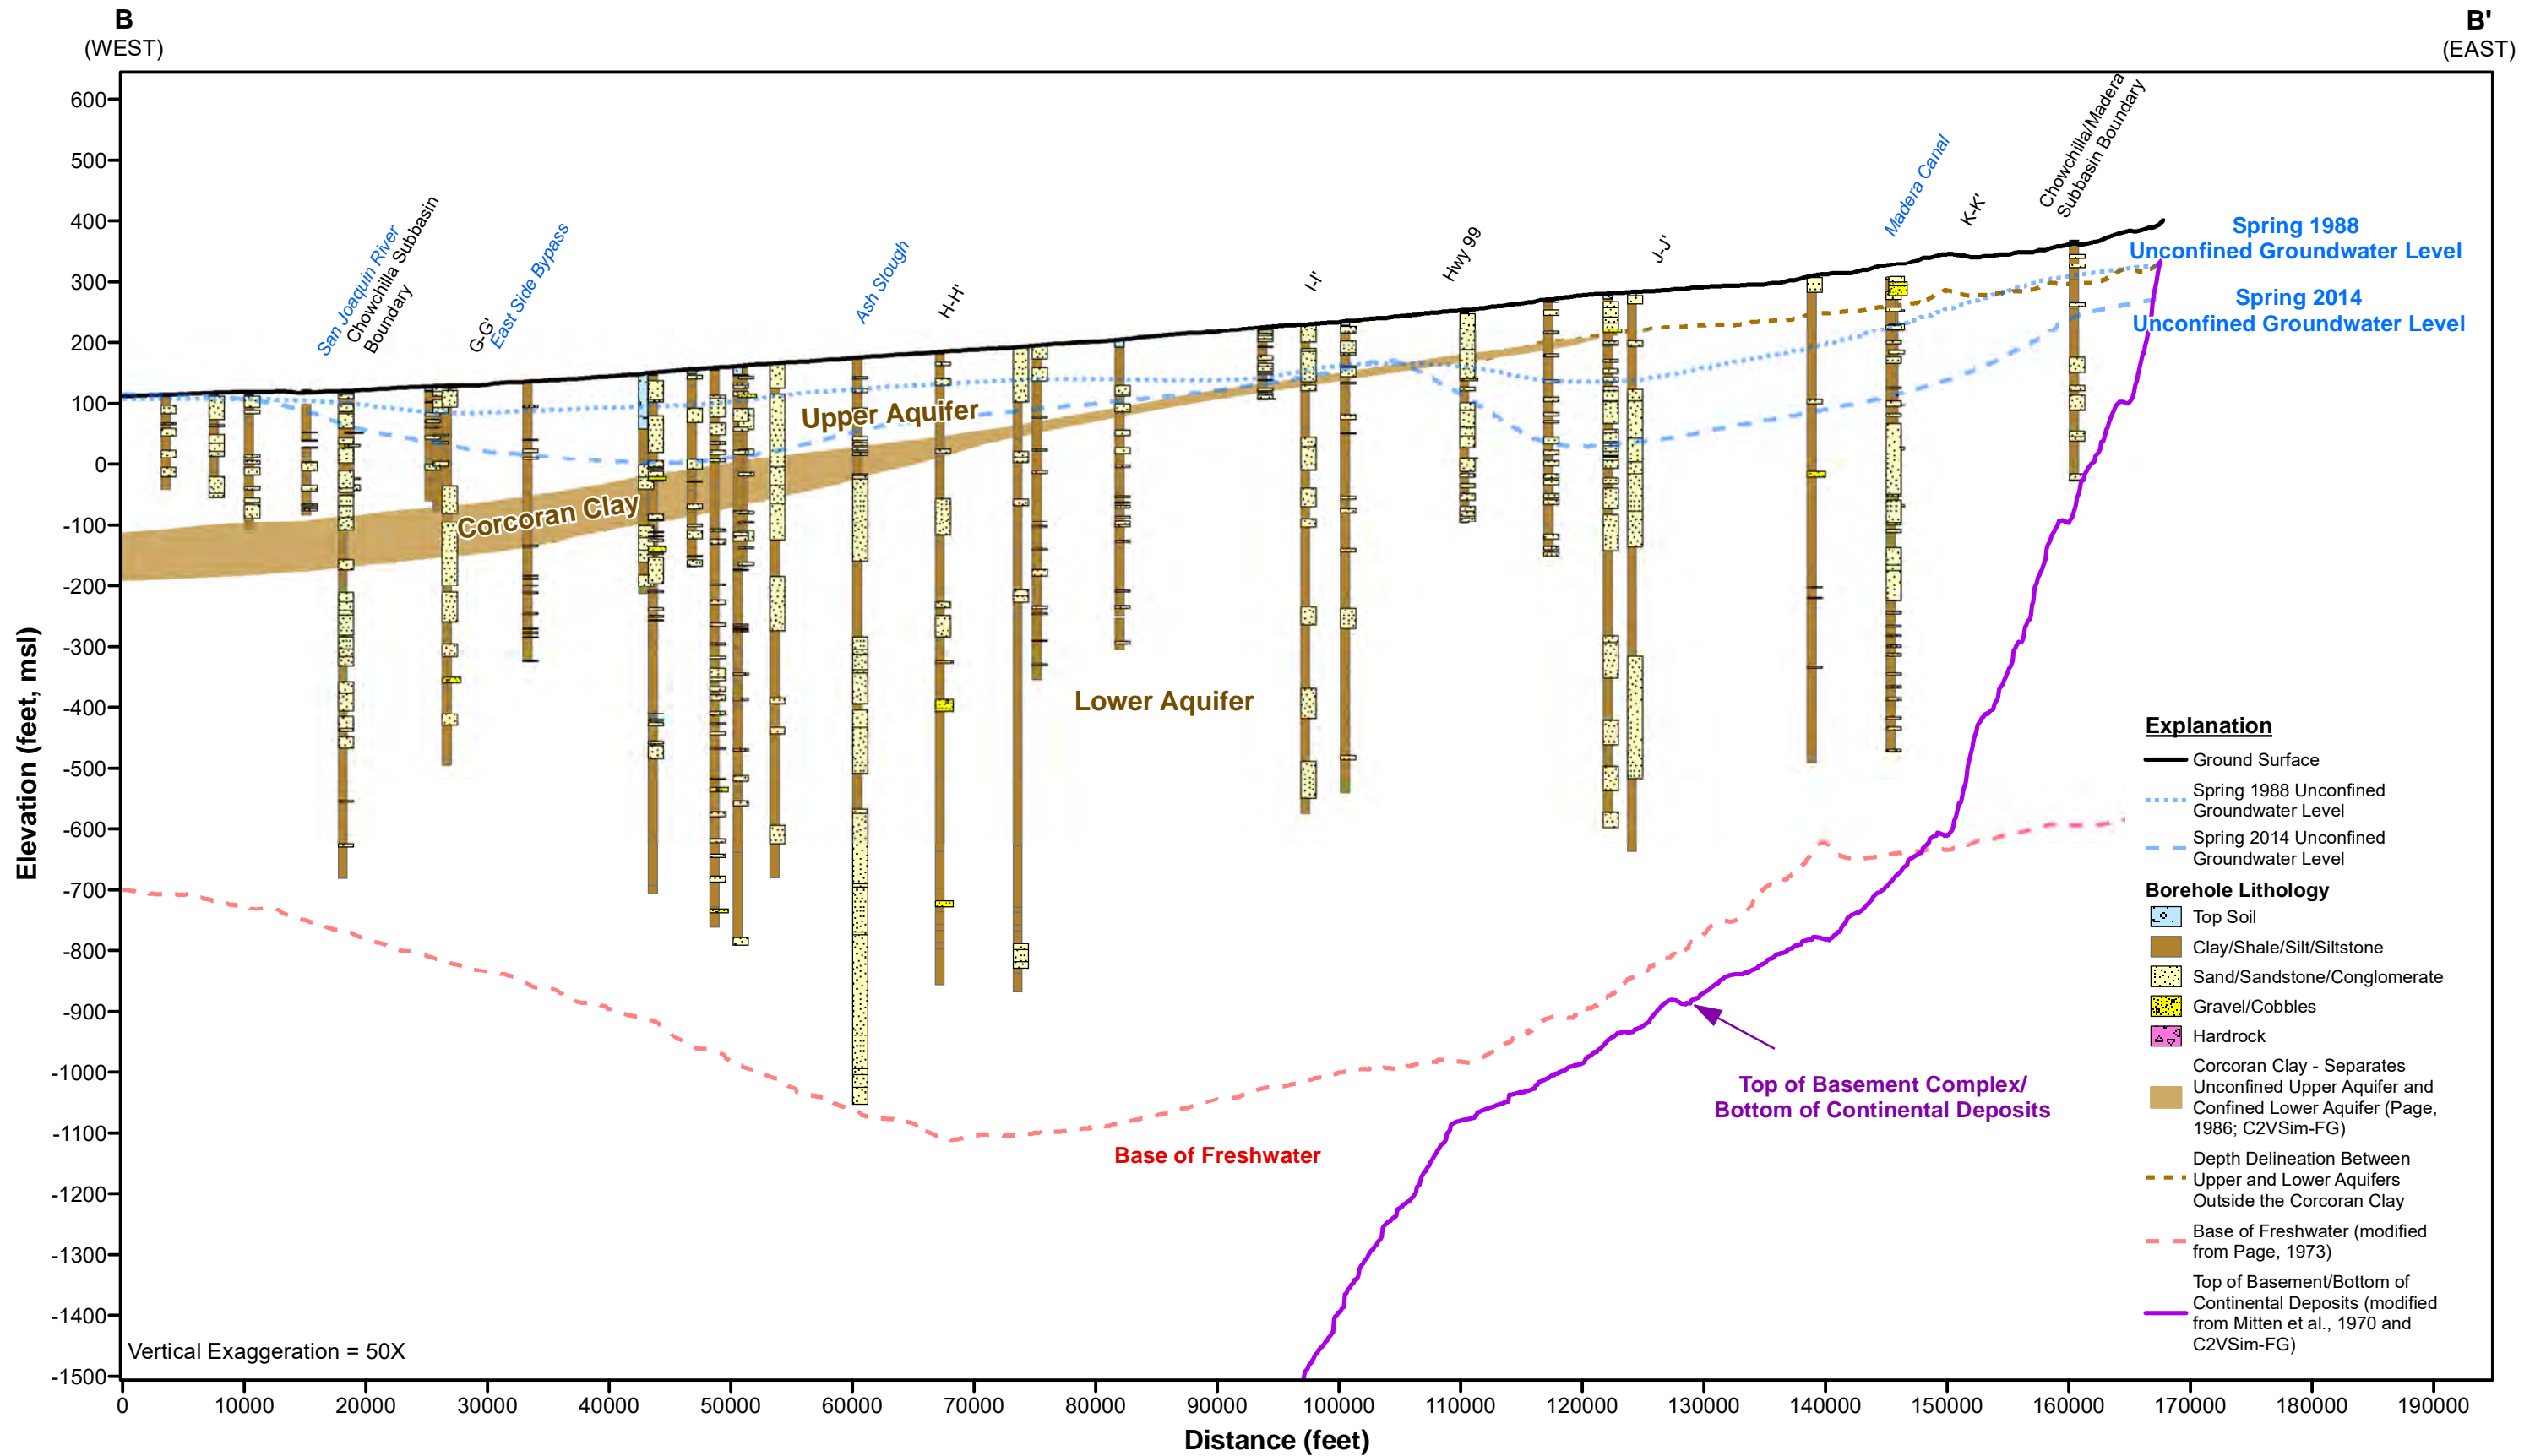 B
(WEST)
B'
(EAST)
600
500
400
300
200
100
0
-100
-200
-300
-400
-500
-600
-700
-800
-900
-1000
-1100
-1200
-1300
-1400
-1500
Elevation (feet, msl)
San Joaquin River
Chowchilla Subbasin
Boundary
G-G'
East Side Bypass
Ash Slough
H-H'
I-I'
Hwy 99
J-J'
Madera Canal
K-K'
Chowchilla/Madera
Subbasin Boundary
Spring 1988
Unconfined Groundwater Level
Spring 2014
Unconfined Groundwater Level
Upper Aquifer
Corcoran Clay
Lower Aquifer
Top of Basement Complex/
Bottom of Continental Deposits
Base of Freshwater
Explanation
Ground Surface
Spring 1988 Unconfined
Groundwater Level
Spring 2014 Unconfined
Groundwater Level
Borehole Lithology
Top Soil
Clay/Shale/Silt/Siltstone
Sand/Sandstone/Conglomerate
Gravel/Cobbles
Hardrock
Corcoran Clay - Separates
Unconfined Upper Aquifer and
Confined Lower Aquifer (Page,
1986; C2VSim-FG)
Depth Delineation Between
Upper and Lower Aquifers
Outside the Corcoran Clay
Base of Freshwater (modified
from Page, 1973)
Top of Basement/Bottom of
Continental Deposits (modified
from Mitten et al., 1970 and
C2VSim-FG)
Vertical Exaggeration = 50X
0
10000
20000
30000
40000
50000
60000
70000
80000
90000
100000
110000
120000
130000
140000
150000
160000
170000
180000
190000
Distance (feet)